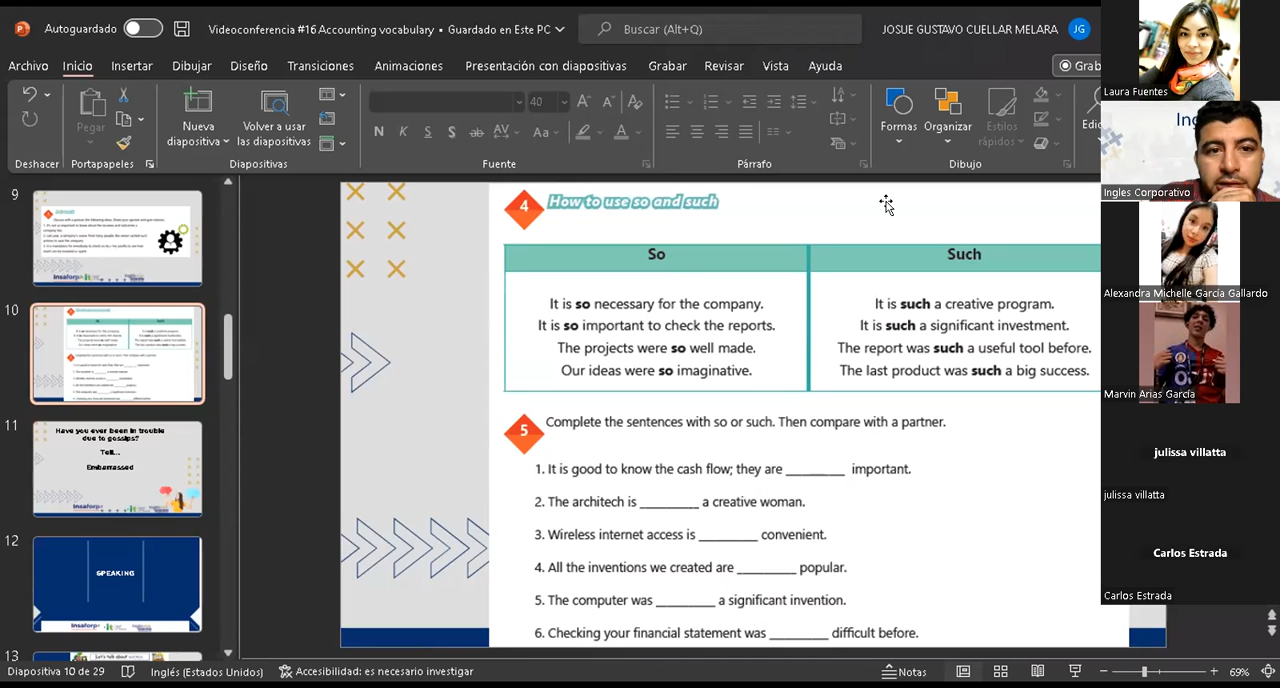 Autoguardado
Videoconferencia #16 Accounting vocabulary • Guardado en Este PC
Buscar (Alt+Q)
JOSUE GUSTAVO CUELLAR MELARA
JG
Archivo Inicio Insertar Dibujar Diseño Transiciones Animaciones Presentación con diapositivas Grabar Revisar Vista Ayuda
Grab
Pegar
Nueva diapositiva
Volver a usar las diapositivas
40
N K S S ab AV Aa A
Formas
Organizar
Estilos rápidos
Edic
Deshacer
Portapapeles
Diapositivas
Fuente
Párrafo
Dibujo
9
10
11
Have you ever been in trouble
due to gossips?
Tell...
Embarrassed
12
SPEAKING
13
4
How to use so and such
So
Such
It is so necessary for the company.
It is such a creative program.
It is so important to check the reports.
It is such a significant investment.
The projects were so well made.
The report was such a useful tool before.
Our ideas were so imaginative.
The last product was such a big success.
5
Complete the sentences with so or such. Then compare with a partner.
1. It is good to know the cash flow; they are _________ important.
2. The architech is _________ a creative woman.
3. Wireless internet access is _________ convenient.
4. All the inventions we created are _________ popular.
5. The computer was _________ a significant invention.
6. Checking your financial statement was _________ difficult before.
Laura Fuentes
Ing
Ingles Corporativo
Alexandra Michelle García Gallardo
Marvin Arias García
julissa villatta
julissa villatta
Carlos Estrada
Carlos Estrada
Diapositiva 10 de 29
Inglés (Estados Unidos)
Accesibilidad: es necesario investigar
Notas
69%